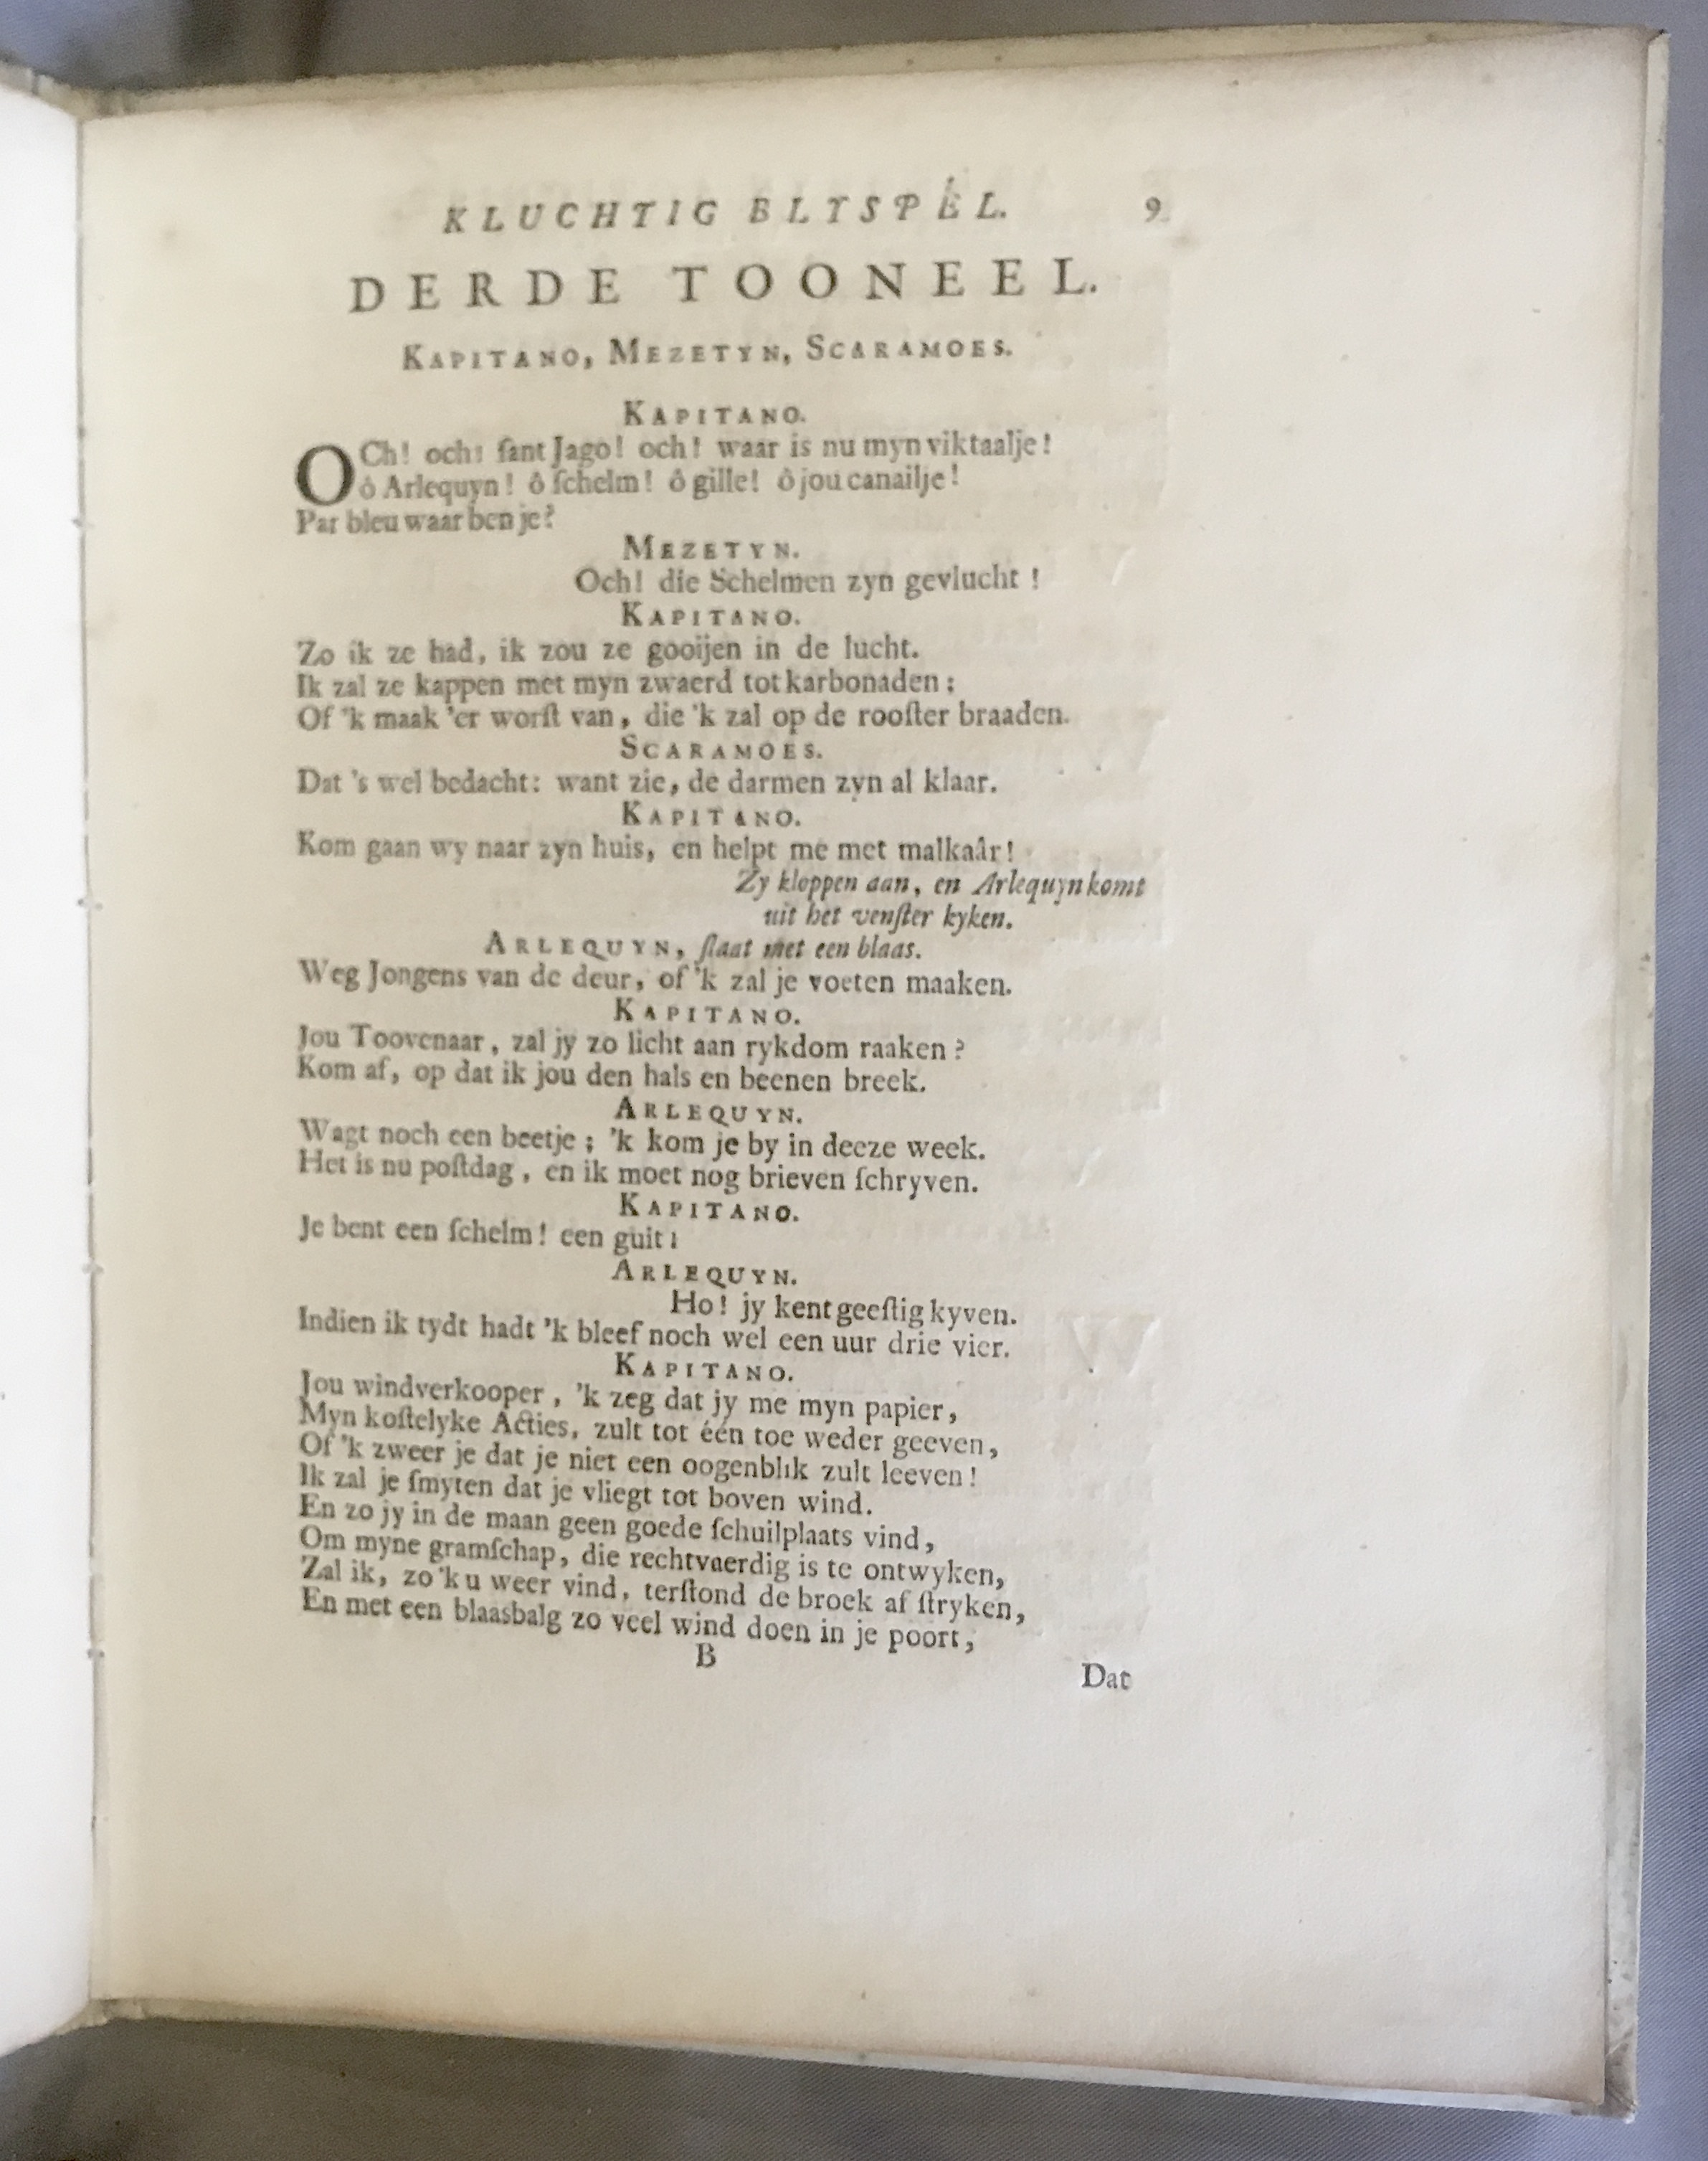 KLUCHTIG BLYSPÉL. 9
DERDE TOONEEL.
KAPITANO, MEZETYN, SCARAMOES.
KAPITANO.
OCh! och! ſant Jago! och! waar is nu myn viktaalje!
ô Arlequyn! ô ſchelm! ô gille! ô jou canailje!
Par bleu waar ben je?
MEZETYN.
Och! die Schelmen zyn gevlucht!
KAPITANO.
Zo ik ze had, ik zou ze gooijen in de lucht.
Ik zal ze kappen met myn zwaerd tot karbonaden;
Of 'k maak 'er worſt van, die 'k zal op de rooſter braaden.
SCARAMOES.
Dat 's wel bedacht: want zie, de darmen zyn al klaar.
KAPITANO.
Kom gaan wy naar zyn huis, en helpt me met malkaâr!
Zy kloppen aan, en Arlequyn komt
uit het venſter kyken.
ARLEQUYN, ſlaat met een blaas.
Weg Jongens van de deur, of 'k zal je voeten maaken.
KAPITANO.
Jou Toovenaar, zal jy zo licht aan rykdom raaken?
Kom af, op dat ik jou den hals en beenen breek.
ARLEQUYN.
Wagt noch een beetje; 'k kom je by in deeze week.
Het is nu poſtdag, en ik moet nog brieven ſchryven.
KAPITANO.
Je bent een ſchelm! een guit!
ARLEQUYN.
Ho! jy kent geeſtig kyven.
Indien ik tydt hadt 'k bleef noch wel een uur drie vier.
KAPITANO.
Jou windverkooper, 'k zeg dat jy me myn papier,
Myn koſtelyke Acties, zult tot één toe weder geeven,
Of 'k zweer je dat je niet een oogenblik zult leeven!
Ik zal je ſmyten dat je vliegt tot boven wind.
En zo jy in de maan geen goede ſchuilplaats vind,
Om myne gramſchap, die rechtvaerdig is te ontwyken,
Zal ik, zo 'k u weer vind, terſtond de broek af ſtryken,
En met een blaasbalg zo veel wind doen in je poort,
B
Dat